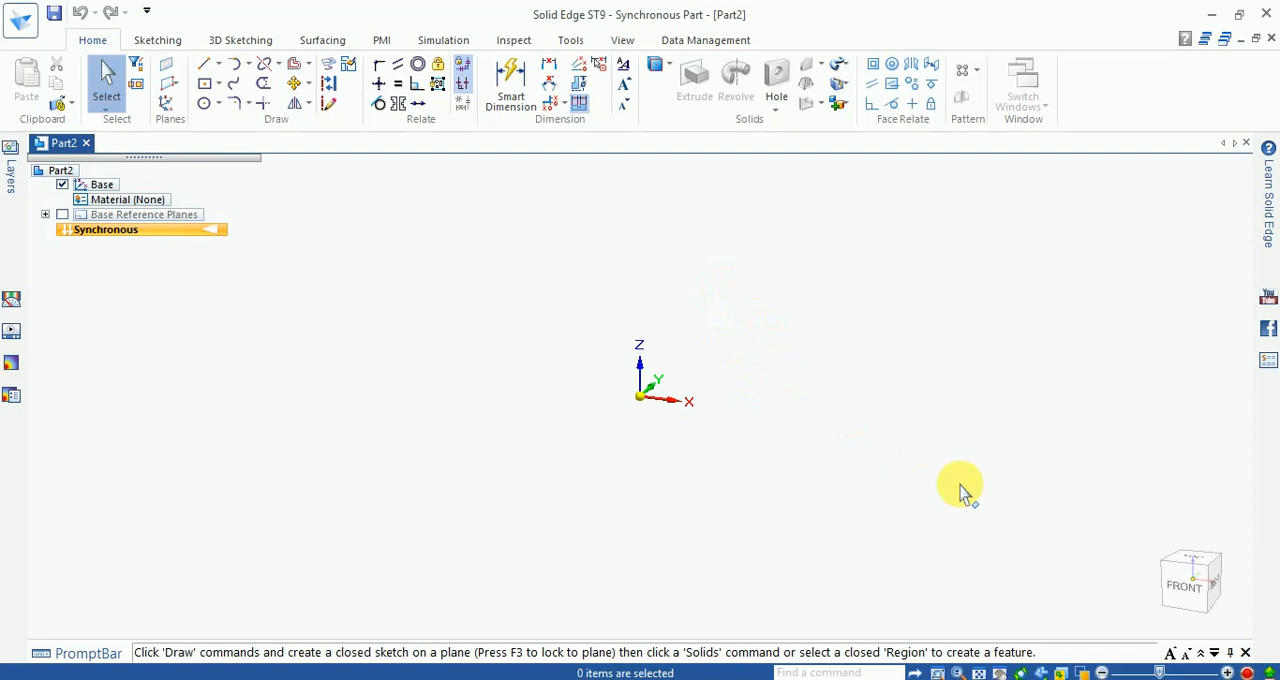 Solid Edge ST9 - Synchronous Part - [Part2]
Home Sketching 3D Sketching Surfacing PMI Simulation Inspect Tools View Data Management
Paste Select Smart Dimension Extrude Revolve Hole Switch Windows
Clipboard Select Planes Draw Relate Dimension Solids Face Relate Pattern Window
Part2
Layers
Learn Solid Edge
Part2
Base
Material (None)
Base Reference Planes
Synchronous
Z
Y
X
FRONT
PromptBar Click 'Draw' commands and create a closed sketch on a plane (Press F3 to lock to plane) then click a 'Solids' command or select a closed 'Region' to create a feature.
0 items are selected Find a command